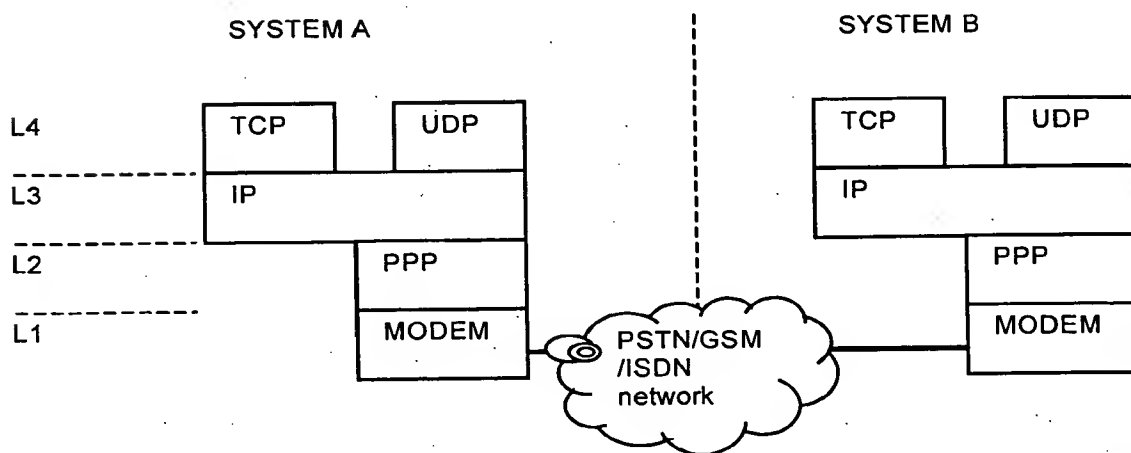 SYSTEM A
SYSTEM B
L4
TCP
UDP
TCP
UDP
L3
IP
IP
L2
PPP
PPP
L1
MODEM
PSTN/GSM
/ISDN
network
MODEM